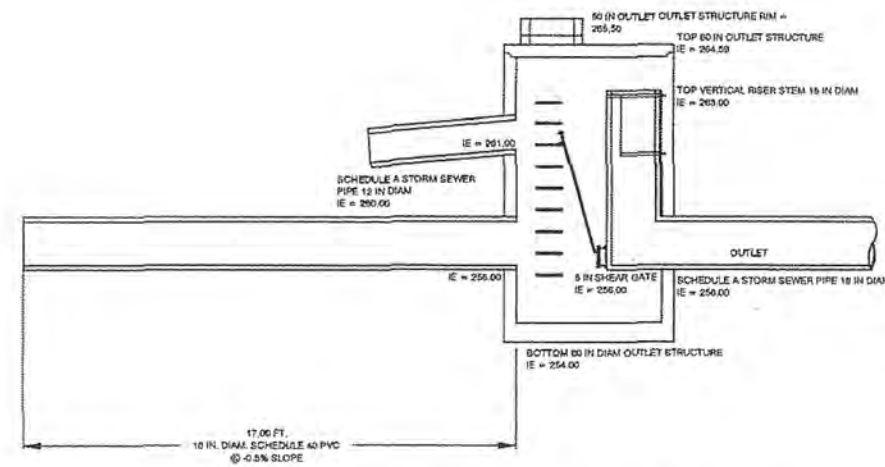 60 IN OUTLET OUTLET STRUCTURE RIM =
265.50
TOP 60 IN OUTLET STRUCTURE
IE = 264.59
TOP VERTICAL RISER STEM 18 IN DIAM
IE = 263.00
IE = 261.00
SCHEDULE A STORM SEWER
PIPE 12 IN DIAM
IE = 260.00
OUTLET
IE = 256.00
IN SHEAR GATE
IE = 256.00
SCHEDULE A STORM SEWER PIPE 18 IN DIAM
IE = 256.00
BOTTOM 60 IN DIAM OUTLET STRUCTURE
IE = 254.00
17.00 FT.
18 IN. DIAM. SCHEDULE 40 PVC
@ -0.5% SLOPE